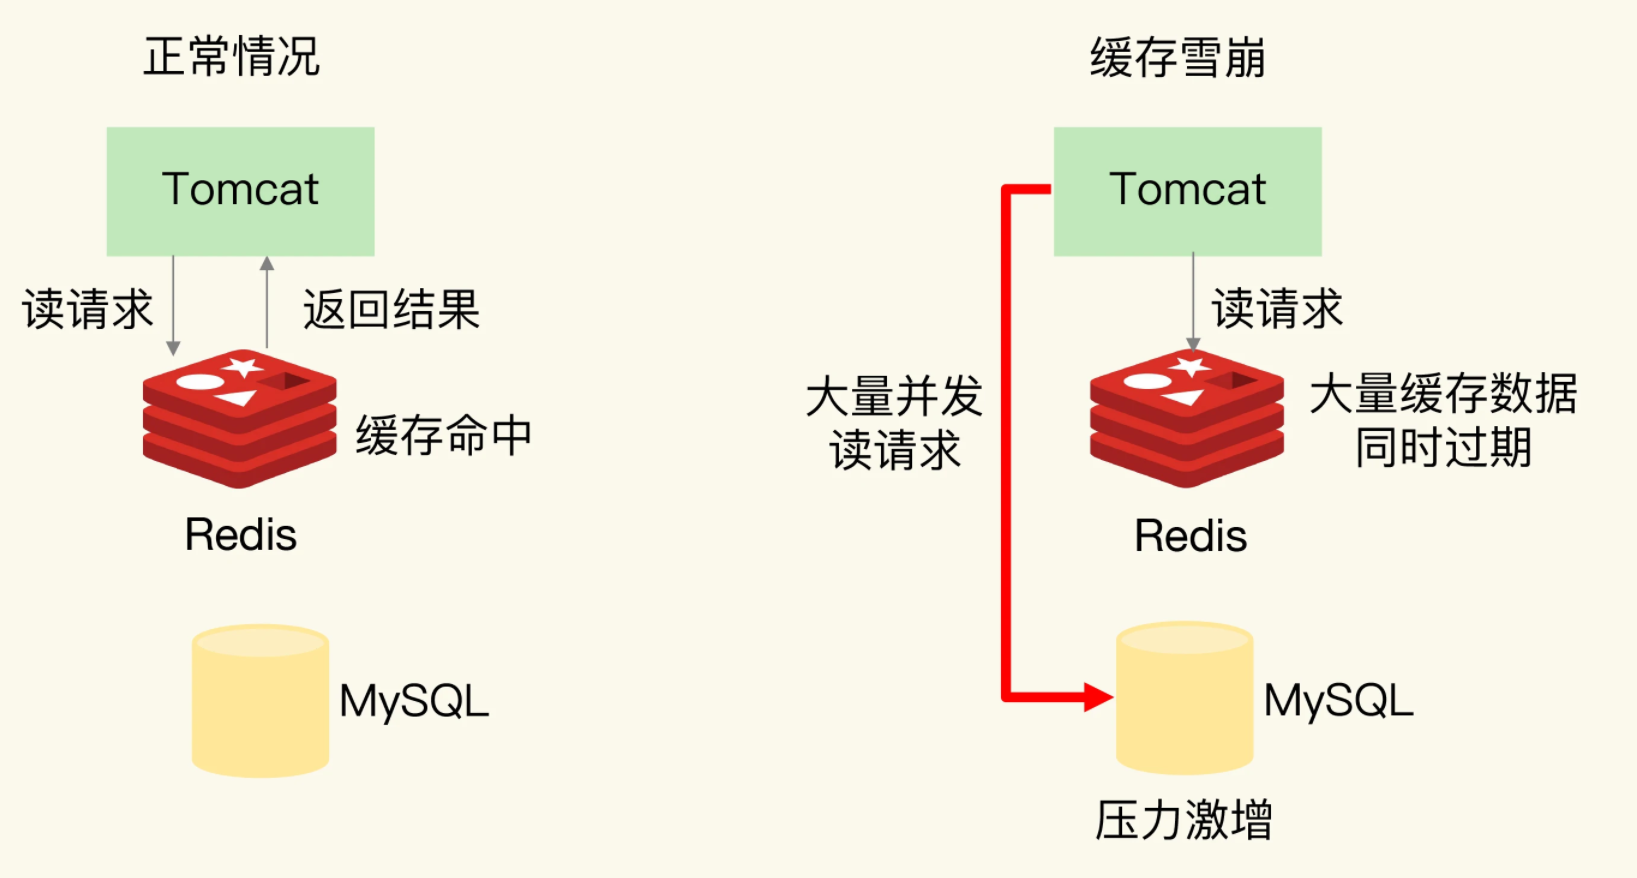 正常情况
Tomcat
读请求
返回结果
缓存命中
Redis
MySQL
缓存雪崩
Tomcat
读请求
大量并发
读请求
大量缓存数据
同时过期
Redis
MySQL
压力激增